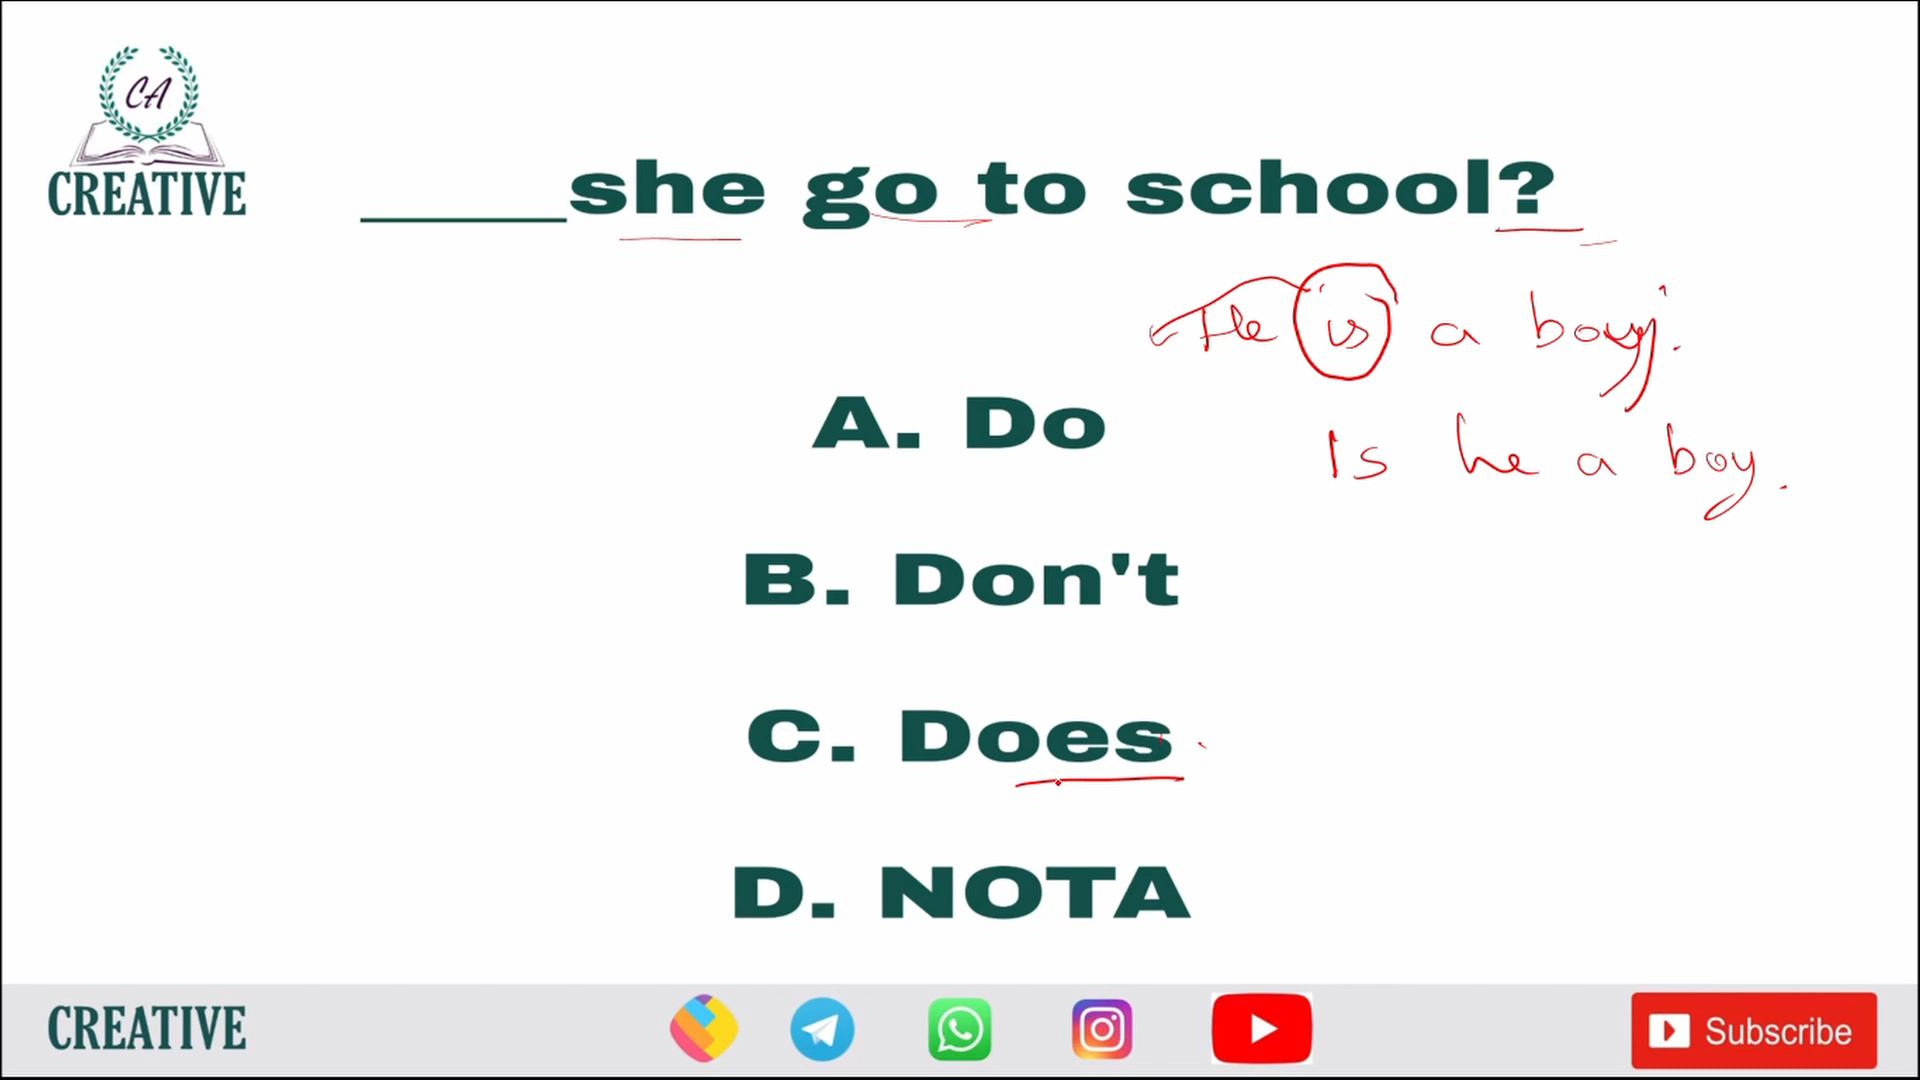 CA
CREATIVE
_____she go to school?
He is a boy.
Is he a boy.
A. Do
B. Don't
C. Does
D. NOTA
CREATIVE
Subscribe